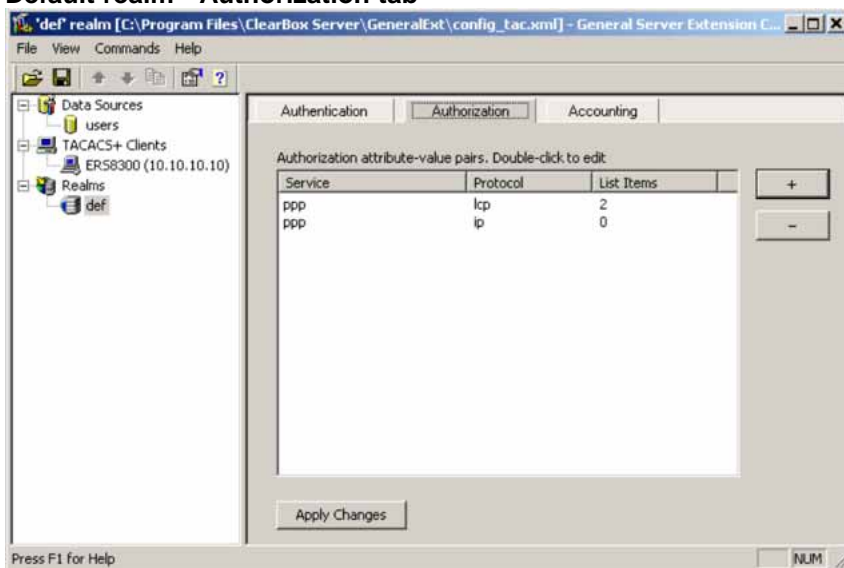 Default realm - Authorization tab
'def' realm [C:\Program Files\ClearBox Server\GeneralExt\config_tac.xml] - General Server Extension C...
File View Commands Help
Data Sources
users
TACACS+ Clients
ERS8300 (10.10.10.10)
Realms
def
Authentication Authorization Accounting
Authorization attribute-value pairs. Double-click to edit
Service Protocol List Items
ppp lcp 2
ppp ip 0
+
-
Apply Changes
Press F1 for Help NUM